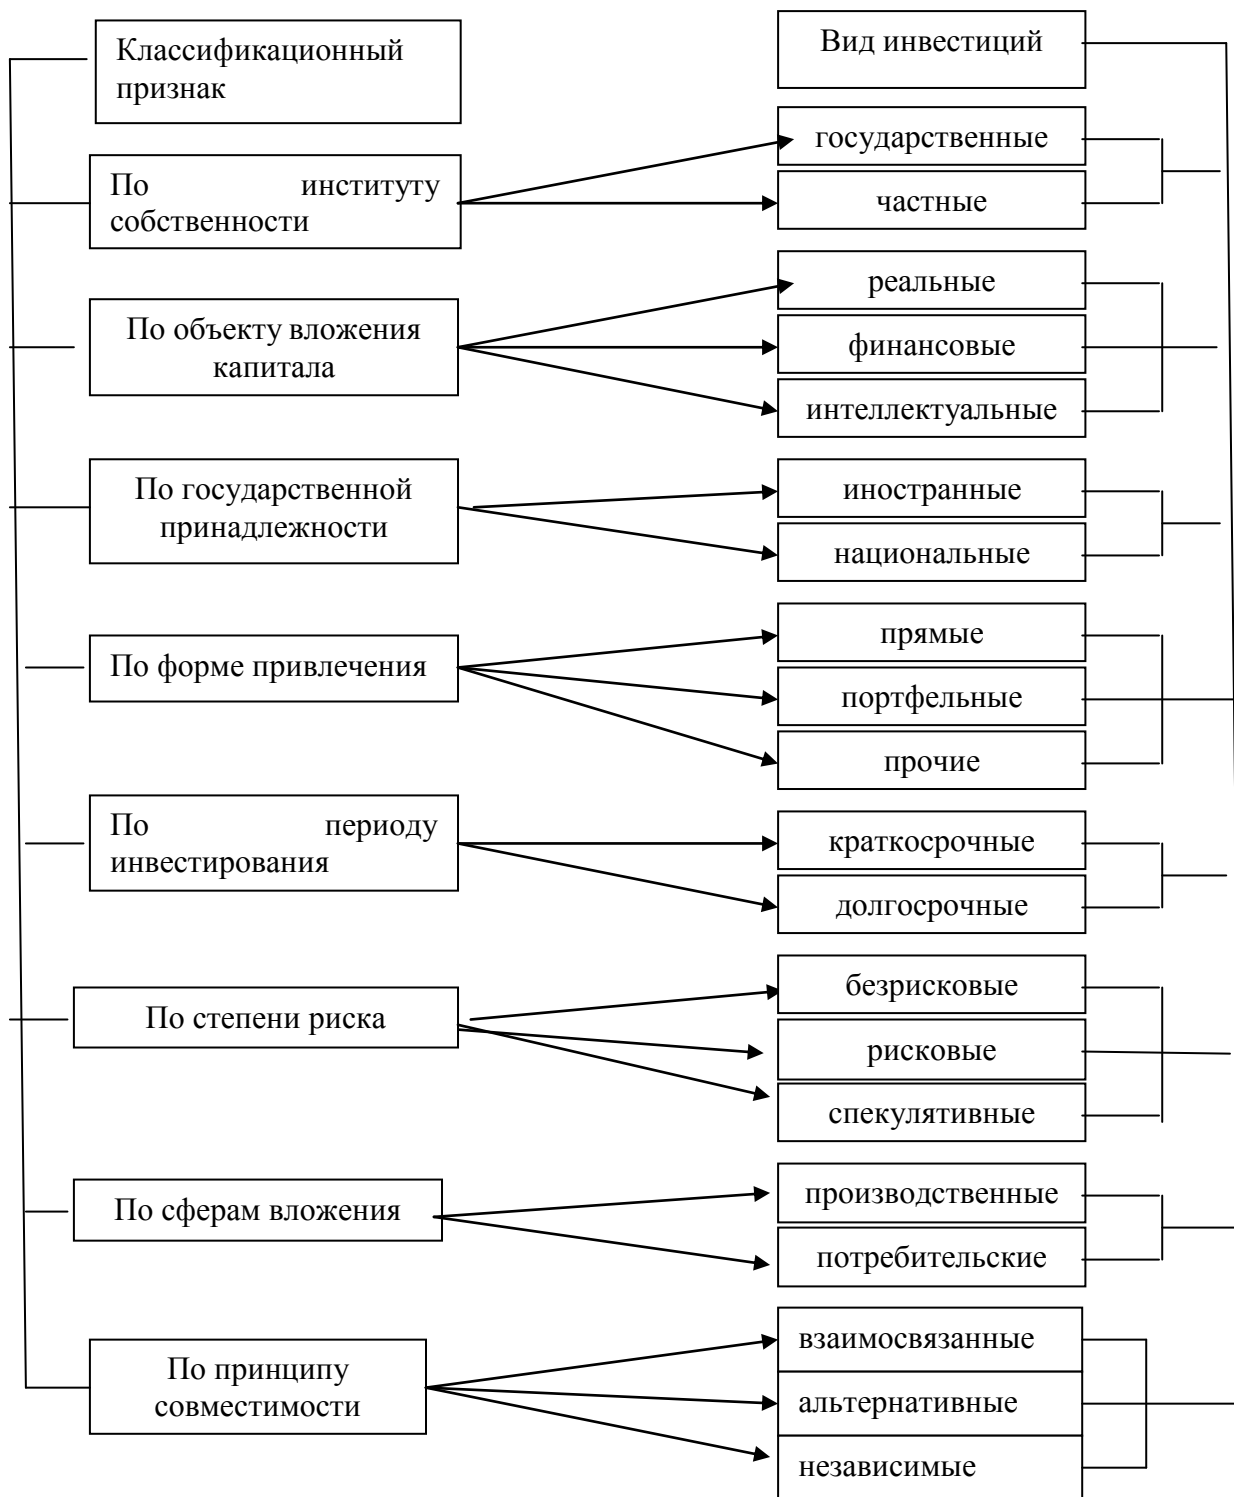 Классификационный
признак
Вид инвестиций
По институту
собственности
государственные
частные
По объекту вложения
капитала
реальные
финансовые
интеллектуальные
По государственной
принадлежности
иностранные
национальные
По форме привлечения
прямые
портфельные
прочие
По периоду
инвестирования
краткосрочные
долгосрочные
По степени риска
безрисковые
рисковые
спекулятивные
По сферам вложения
производственные
потребительские
По принципу
совместимости
взаимосвязанные
альтернативные
независимые